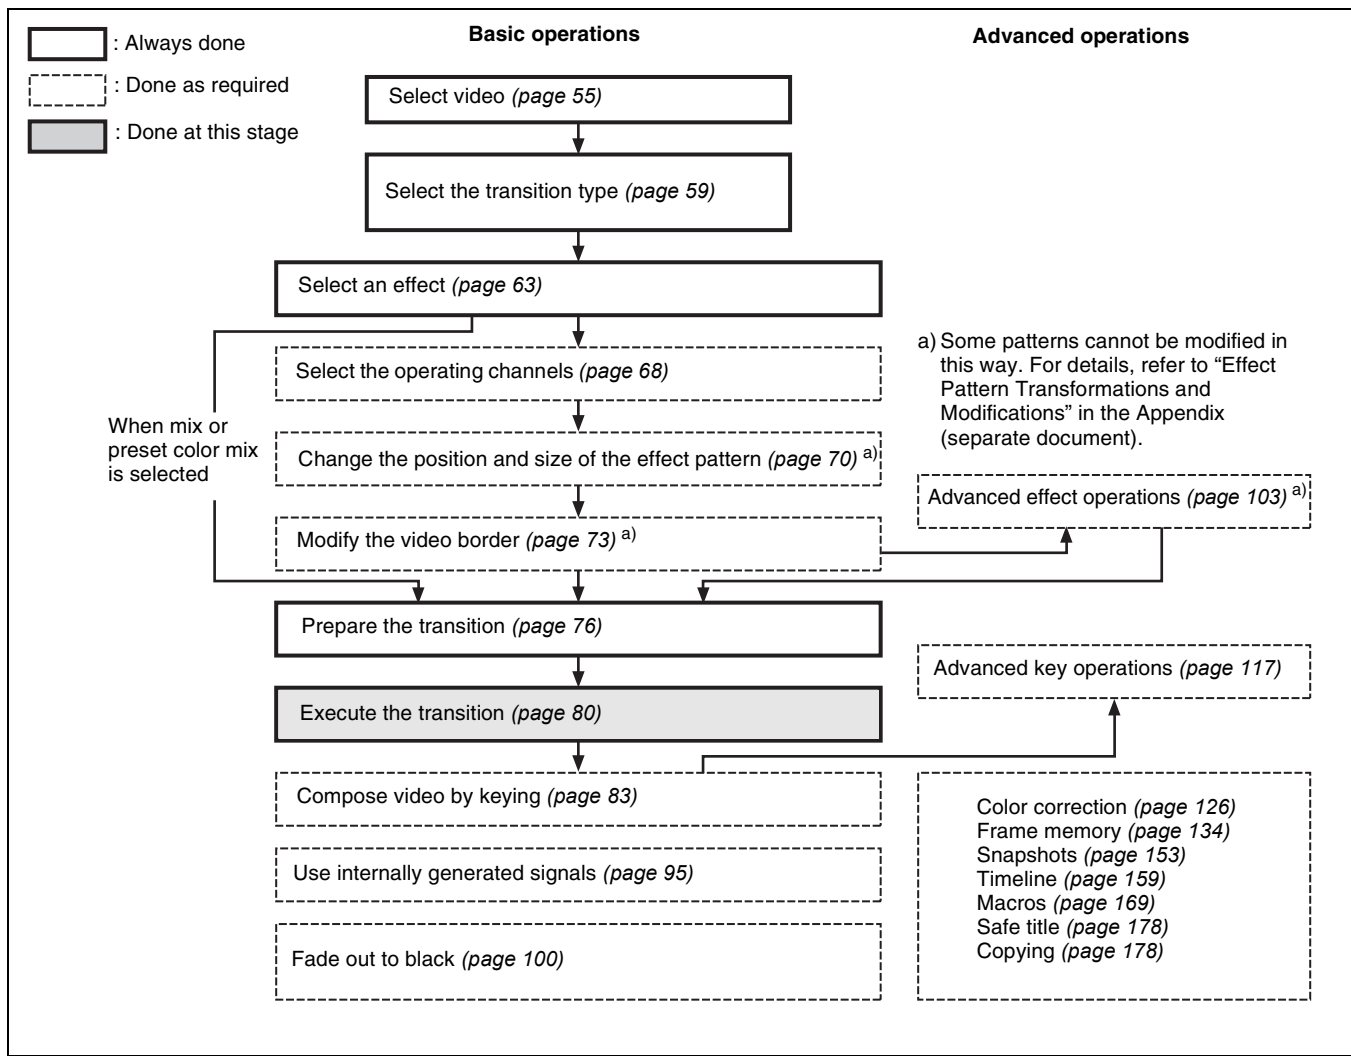 Basic operations
Advanced operations
: Always done
: Done as required
: Done at this stage
Select video (page 55)
Select the transition type (page 59)
Select an effect (page 63)
Select the operating channels (page 68)
When mix or
preset color mix
is selected
Change the position and size of the effect pattern (page 70) a)
Modify the video border (page 73) a)
a) Some patterns cannot be modified in
this way. For details, refer to “Effect
Pattern Transformations and
Modifications” in the Appendix
(separate document).
Advanced effect operations (page 103) a)
Prepare the transition (page 76)
Execute the transition (page 80)
Advanced key operations (page 117)
Compose video by keying (page 83)
Use internally generated signals (page 95)
Fade out to black (page 100)
Color correction (page 126)
Frame memory (page 134)
Snapshots (page 153)
Timeline (page 159)
Macros (page 169)
Safe title (page 178)
Copying (page 178)